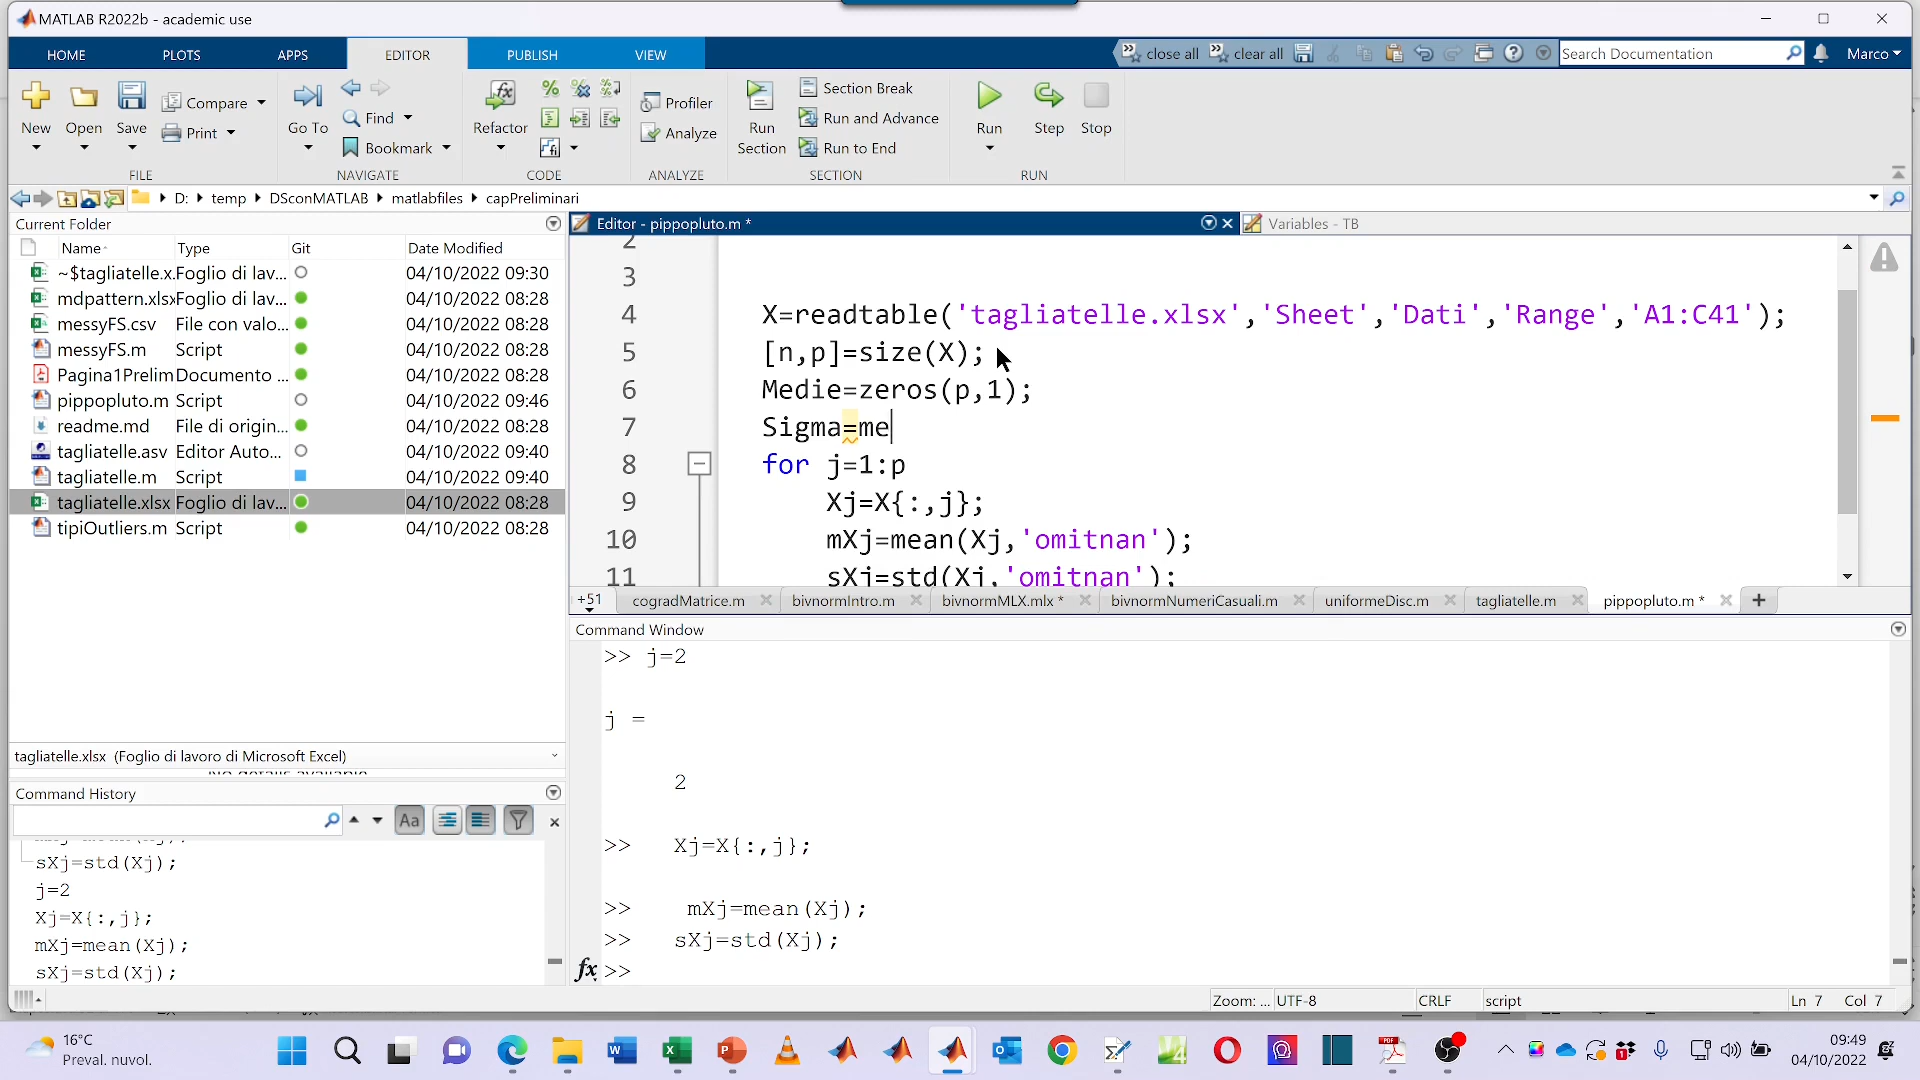 MATLAB R2022b - academic use
HOME PLOTS APPS EDITOR PUBLISH VIEW close all clear all Search Documentation Marco
New Open Save Compare Print Go To Find Bookmark Refactor Profiler Analyze Run Section Section Break Run and Advance Run to End Run Step Stop
FILE NAVIGATE CODE ANALYZE SECTION RUN
D: temp DSconMATLAB matlabfiles capPreliminari
Current Folder
Name Type Git Date Modified
~$tagliatelle.x... Foglio di lav... 04/10/2022 09:30
mdpattern.xlsx Foglio di lav... 04/10/2022 08:28
messyFS.csv File con valo... 04/10/2022 08:28
messyFS.m Script 04/10/2022 08:28
Pagina1Prelim Documento ... 04/10/2022 08:28
pippopluto.m Script 04/10/2022 09:46
readme.md File di origin... 04/10/2022 08:28
tagliatelle.asv Editor Auto... 04/10/2022 09:40
tagliatelle.m Script 04/10/2022 09:40
tagliatelle.xlsx Foglio di lav... 04/10/2022 08:28
tipiOutliers.m Script 04/10/2022 08:28
tagliatelle.xlsx (Foglio di lavoro di Microsoft Excel)
No details available
Command History
Aa
sXj=std(Xj);
j=2
Xj=X{:,j};
mXj=mean(Xj);
sXj=std(Xj);
Editor - pippopluto.m *
Variables - TB
2
3
4 X=readtable('tagliatelle.xlsx','Sheet','Dati','Range','A1:C41');
5 [n,p]=size(X);
6 Medie=zeros(p,1);
7 Sigma=me
8 for j=1:p
9 Xj=X{:,j};
10 mXj=mean(Xj,'omitnan');
11 sXj=std(Xj,'omitnan');
+51 cogradMatrice.m bivnormIntro.m bivnormMLX.mlx * bivnormNumeriCasuali.m uniformeDisc.m tagliatelle.m pippopluto.m *
Command Window
>> j=2
j =
2
>> Xj=X{:,j};
>> mXj=mean(Xj);
>> sXj=std(Xj);
fx >>
Zoom: ... UTF-8 CRLF script Ln 7 Col 7
16°C
Preval. nuvol.
09:49
04/10/2022